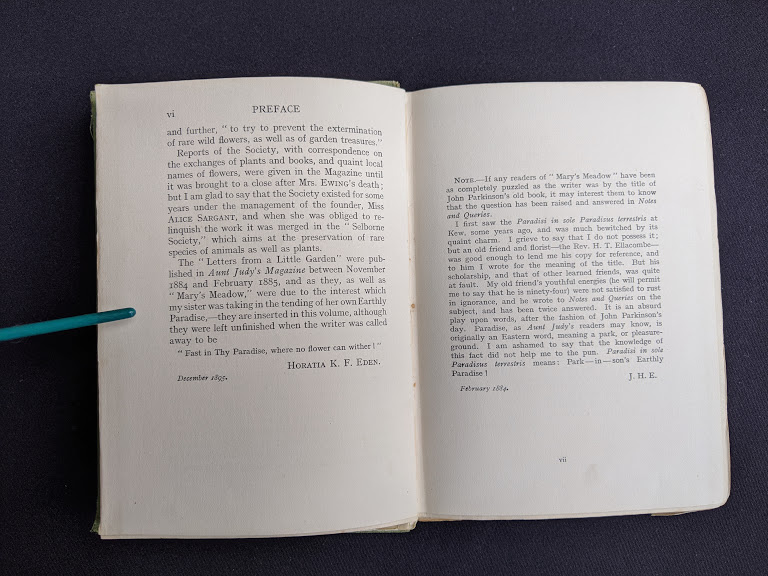 vi PREFACE
and further, " to try to prevent the extermination
of rare wild flowers, as well as of garden treasures."
Reports of the Society, with correspondence on
the exchanges of plants and books, and quaint local
names of flowers, were given in the Magazine until
it was brought to a close after Mrs. EWING'S death;
but I am glad to say that the Society existed for some
years under the management of the founder, Miss
ALICE SARGANT, and when she was obliged to re-
linquish the work it was merged in the " Selborne
Society," which aims at the preservation of rare
species of animals as well as plants.
The " Letters from a Little Garden " were pub-
lished in Aunt Judy's Magazine between November
1884 and February 1885, and as they, as well as
" Mary's Meadow," were due to the interest which
my sister was taking in the tending of her own Earthly
Paradise,—they are inserted in this volume, although
they were left unfinished when the writer was called
away to be
" Fast in Thy Paradise, where no flower can wither ! "
HORATIA K. F. EDEN.
December 1895.
NOTE.—If any readers of " Mary's Meadow " have been
as completely puzzled as the writer was by the title of
John Parkinson's old book, it may interest them to know
that the question has been raised and answered in Notes
and Queries.
I first saw the Paradisi in sole Paradisus terrestris at
Kew, some years ago, and was much bewitched by its
quaint charm. I grieve to say that I do not possess it;
but an old friend and florist—the Rev. H. T. Ellacombe—
was good enough to lend me his copy for reference, and
to him I wrote for the meaning of the title. But his
scholarship, and that of other learned friends, was quite
at fault. My old friend's youthful energies (he will permit
me to say that he is ninety-four) were not satisfied to rust
in ignorance, and he wrote to Notes and Queries on the
subject, and has been twice answered. It is an absurd
play upon words, after the fashion of John Parkinson's
day. Paradise, as Aunt Judy's readers may know, is
originally an Eastern word, meaning a park, or pleasure-
ground. I am ashamed to say that the knowledge of
this fact did not help me to the pun. Paradisi in sole
Paradisus terrestris means: Park—in—son's Earthly
Paradise !
J. H. E.
February 1884.
vii